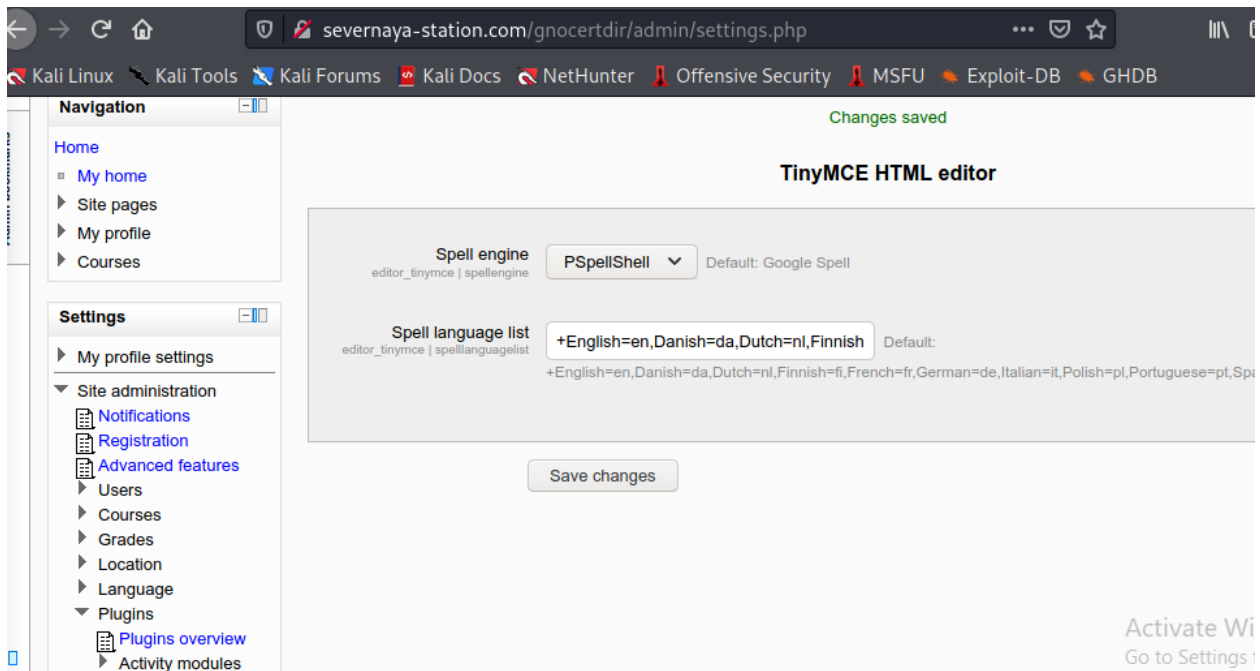 severnaya-station.com/gnocertdir/admin/settings.php
Kali Linux Kali Tools Kali Forums Kali Docs NetHunter Offensive Security MSFU Exploit-DB GHDB
Navigation
Home
My home
Site pages
My profile
Courses
Settings
My profile settings
Site administration
Notifications
Registration
Advanced features
Users
Courses
Grades
Location
Language
Plugins
Plugins overview
Activity modules
Changes saved
TinyMCE HTML editor
Spell engine
editor_tinymce | spellengine
PSpellShell
Default: Google Spell
Spell language list
editor_tinymce | spelllanguagelist
+English=en,Danish=da,Dutch=nl,Finnish
Default:
+English=en,Danish=da,Dutch=nl,Finnish=fi,French=fr,German=de,Italian=it,Polish=pl,Portuguese=pt,Spa
Save changes
Activate Wi
Go to Settings